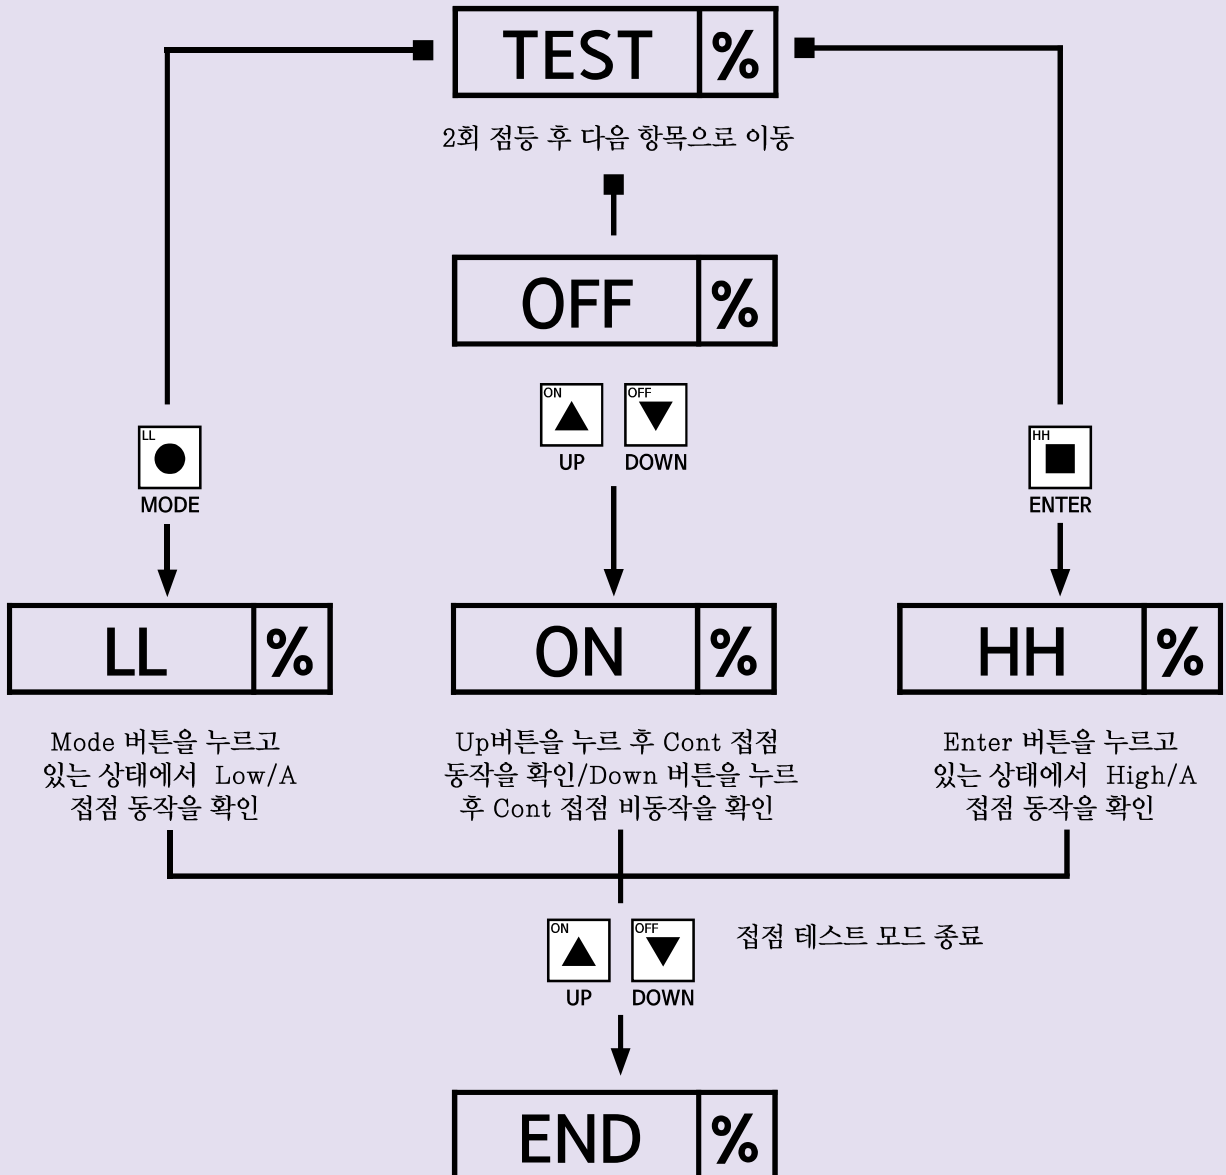 TEST %
2회 점등 후 다음 항목으로 이동
OFF %
ON OFF
UP DOWN
LL
MODE
HH
ENTER
LL %
ON %
HH %
Mode 버튼을 누르고
있는 상태에서 Low/A
접점 동작을 확인
Up버튼을 누르 후 Cont 접점
동작을 확인/Down 버튼을 누르
후 Cont 접점 비동작을 확인
Enter 버튼을 누르고
있는 상태에서 High/A
접점 동작을 확인
ON OFF
UP DOWN
접점 테스트 모드 종료
END %